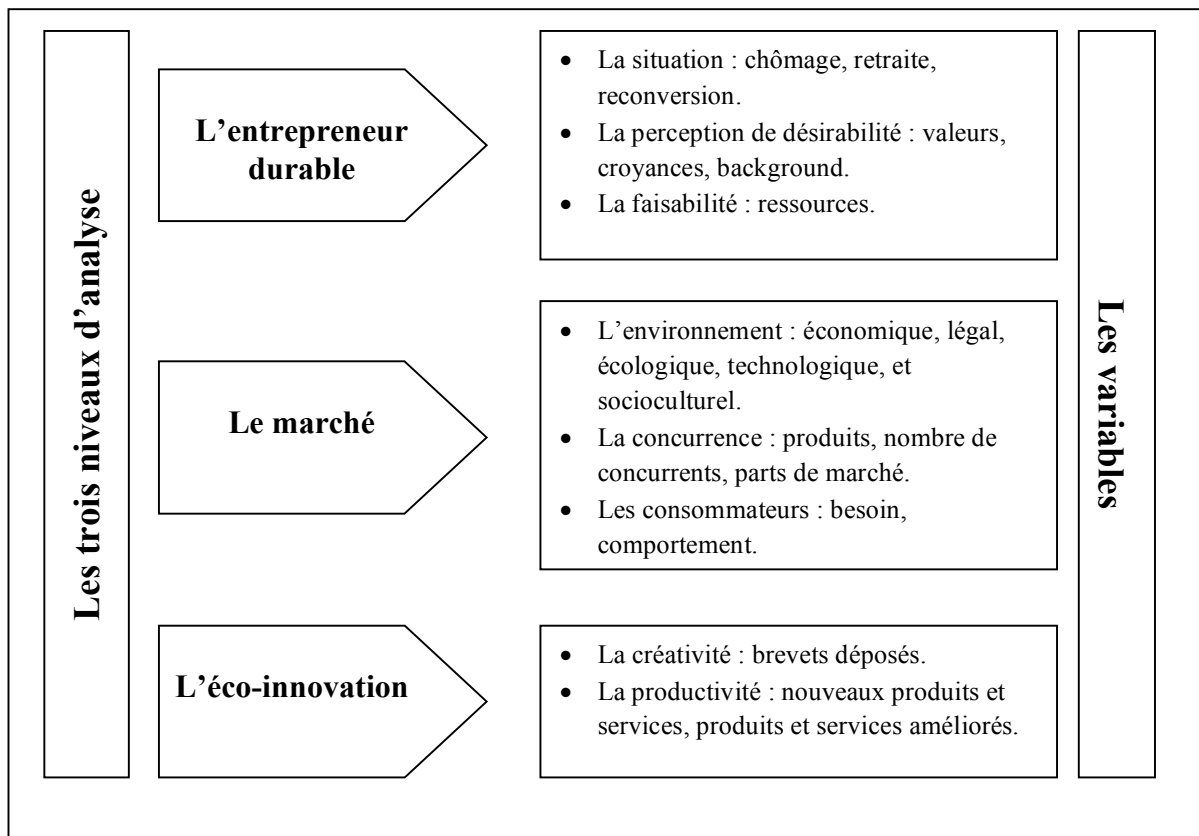 Les trois niveaux d’analyse
L’entrepreneur
durable
• La situation : chômage, retraite,
reconversion.
• La perception de désirabilité : valeurs,
croyances, background.
• La faisabilité : ressources.
Le marché
• L’environnement : économique, légal,
écologique, technologique, et
socioculturel.
• La concurrence : produits, nombre de
concurrents, parts de marché.
• Les consommateurs : besoin,
comportement.
L’éco-innovation
• La créativité : brevets déposés.
• La productivité : nouveaux produits et
services, produits et services améliorés.
Les variables